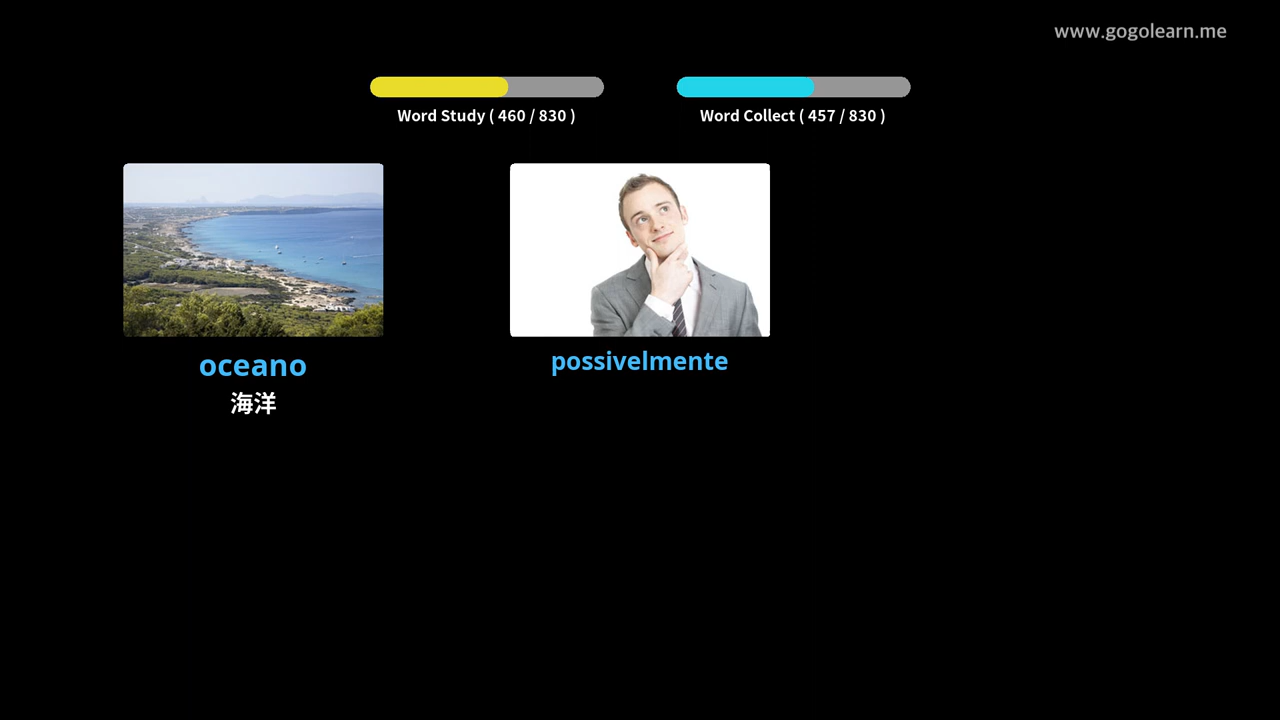 www.gogolearn.me
Word Study ( 460 / 830 )
Word Collect ( 457 / 830 )
oceano
海洋
possivelmente